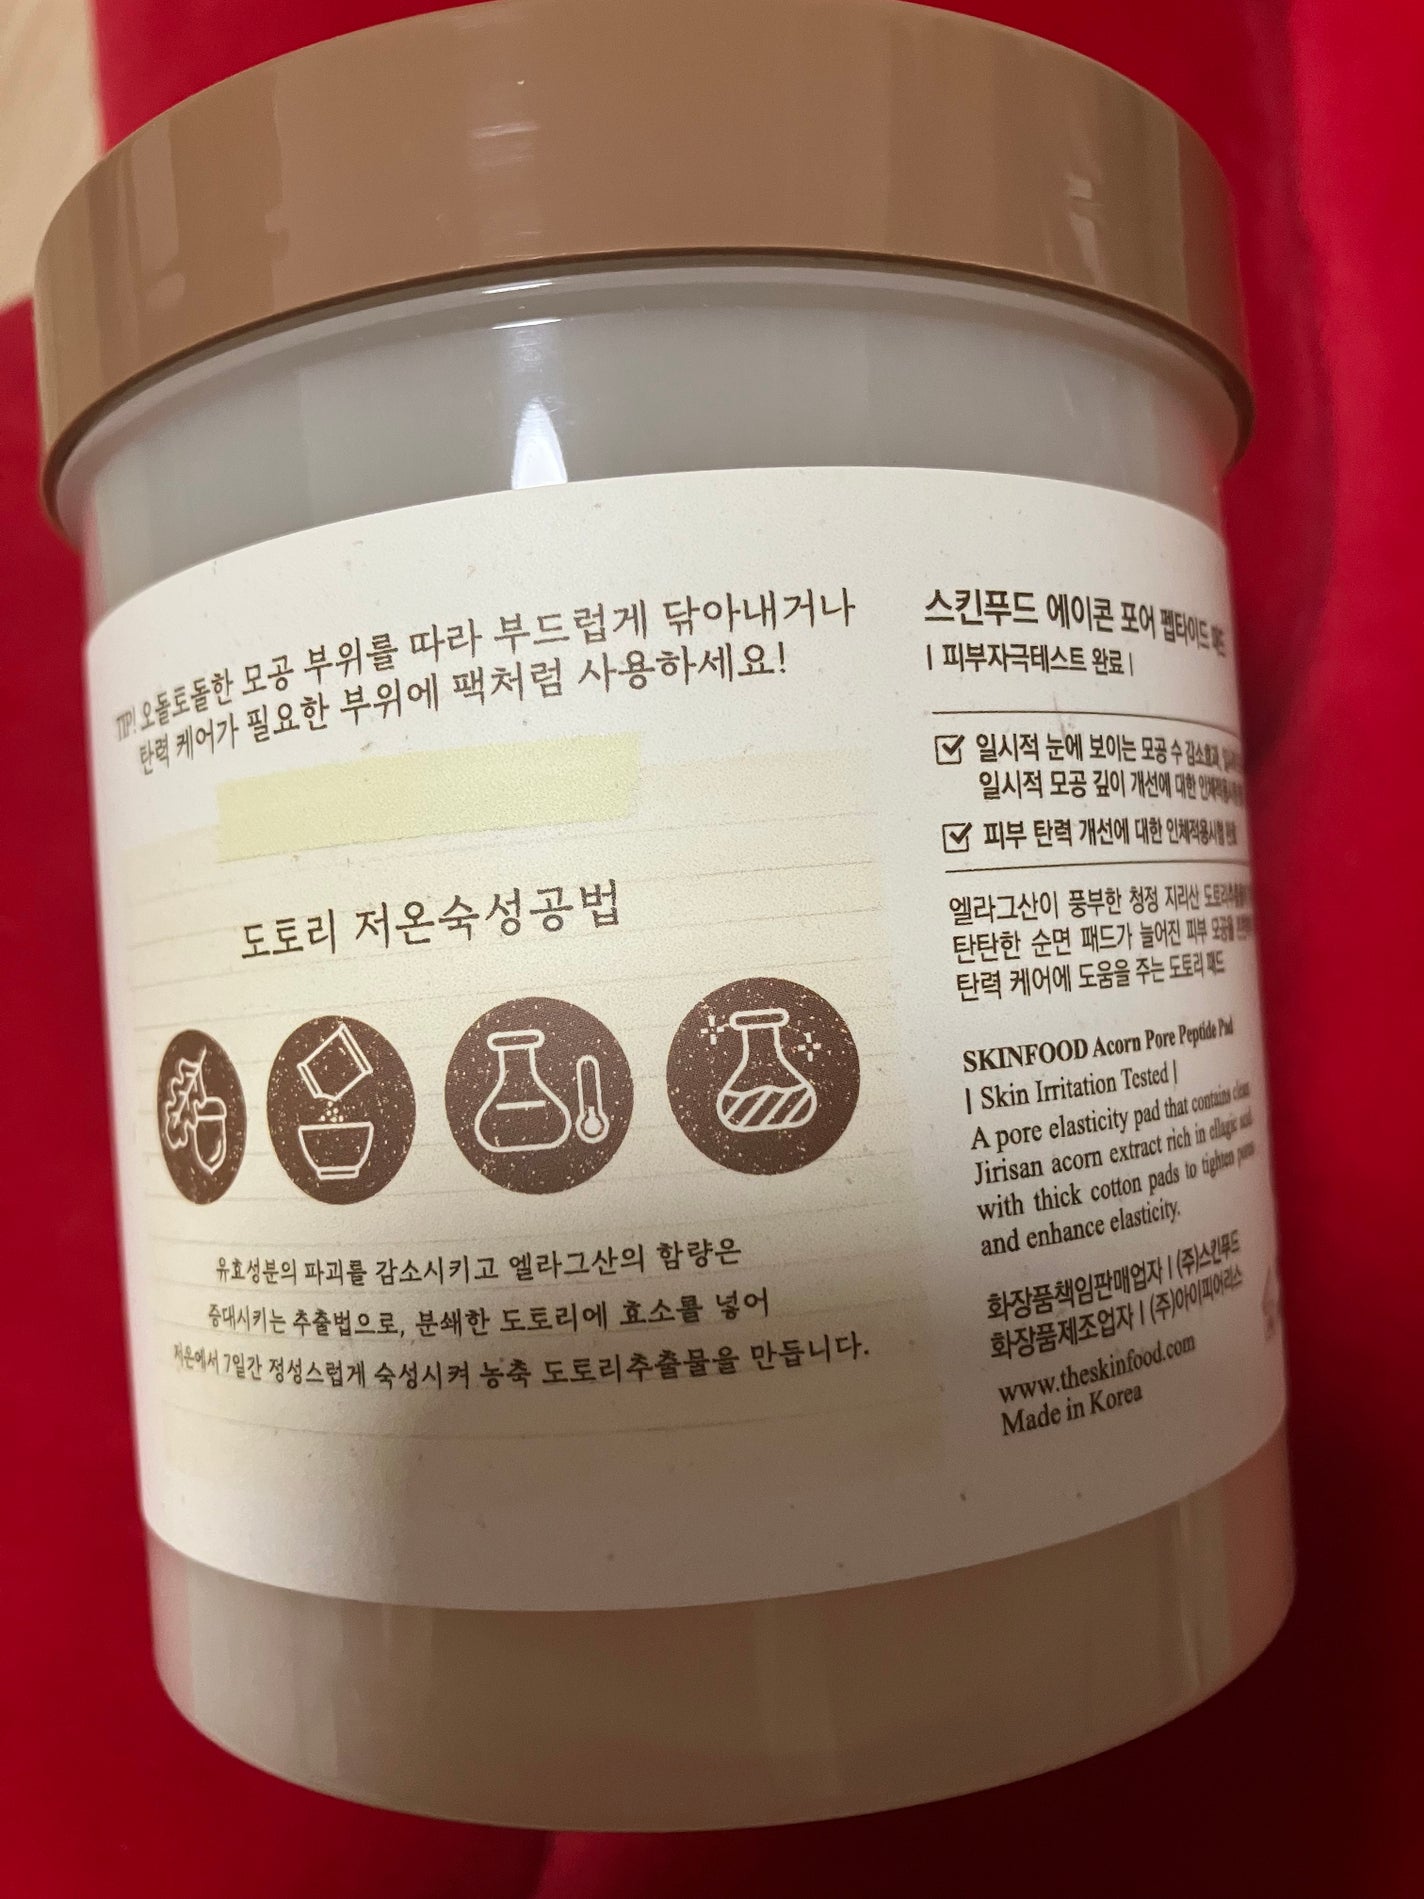 TIP! 오돌토돌한 모공 부위를 따라 부드럽게 닦아내거나
탄력 케어가 필요한 부위에 팩처럼 사용하세요!
도토리 저온숙성공법
유효성분의 파괴를 감소시키고 엘라그산의 함량은
증대시키는 추출법으로, 분쇄한 도토리에 효소를 넣어
저온에서 7일간 정성스럽게 숙성시켜 농축 도토리추출물을 만듭니다.
스킨푸드 에이콘 포어 펩타이드 패드
| 피부자극테스트 완료 |
일시적 눈에 보이는 모공 수 감소효과,
일시적 모공 깊이 개선에 대한
피부 탄력 개선에 대한 인체적용시험 완료
엘라그산이 풍부한 청정 지리산
탄탄한 순면 패드가 늘어진 피부 모공을
탄력 케어에 도움을 주는 도토리 패드
SKINFOOD Acorn Pore Peptide Pad
| Skin Irritation Tested |
A pore elasticity pad that contains clean
Jirisan acorn extract rich in ellagic acid
with thick cotton pads to tighten pores
and enhance elasticity.
화장품책임판매업자 | (주)스킨푸드
화장품제조업자 | (주)아이피어리스
www.theskinfood.com
Made in Korea